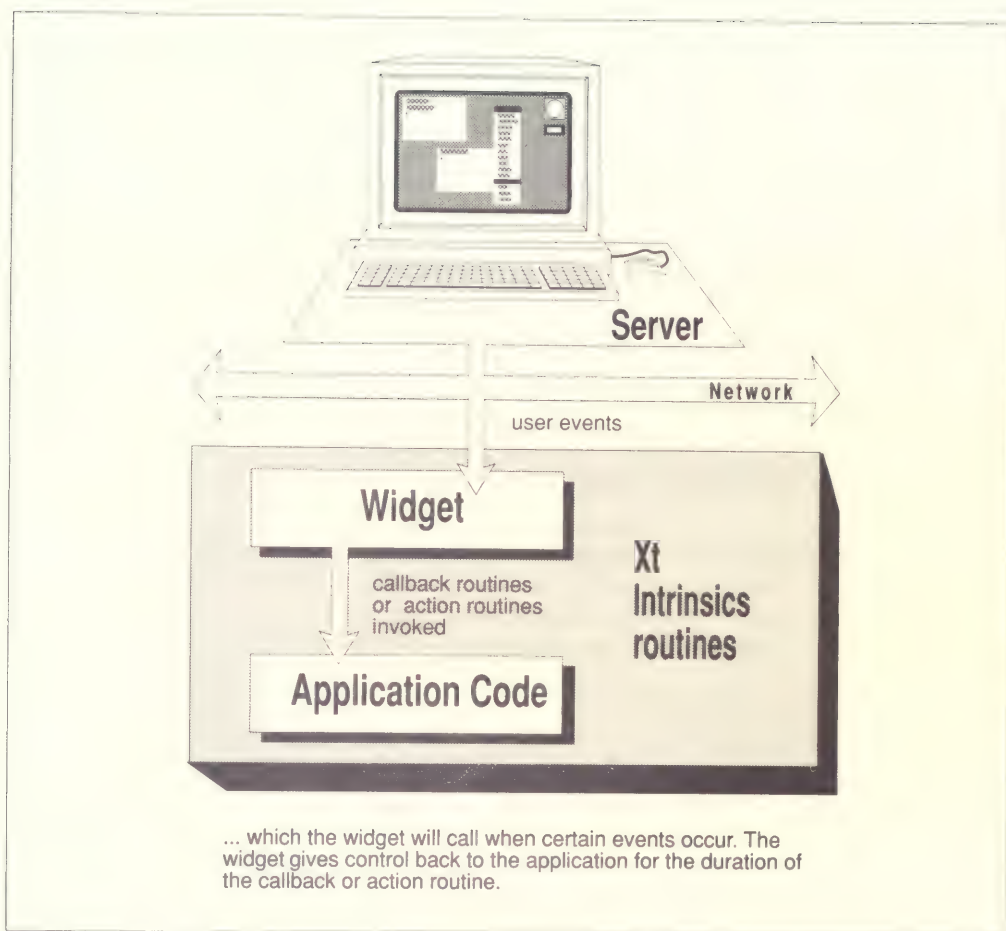 Server
Network
user events
Widget
callback routines
or action routines
invoked
Xt
Intrinsics
routines
Application Code
... which the widget will call when certain events occur. The
widget gives control back to the application for the duration of
the callback or action routine.